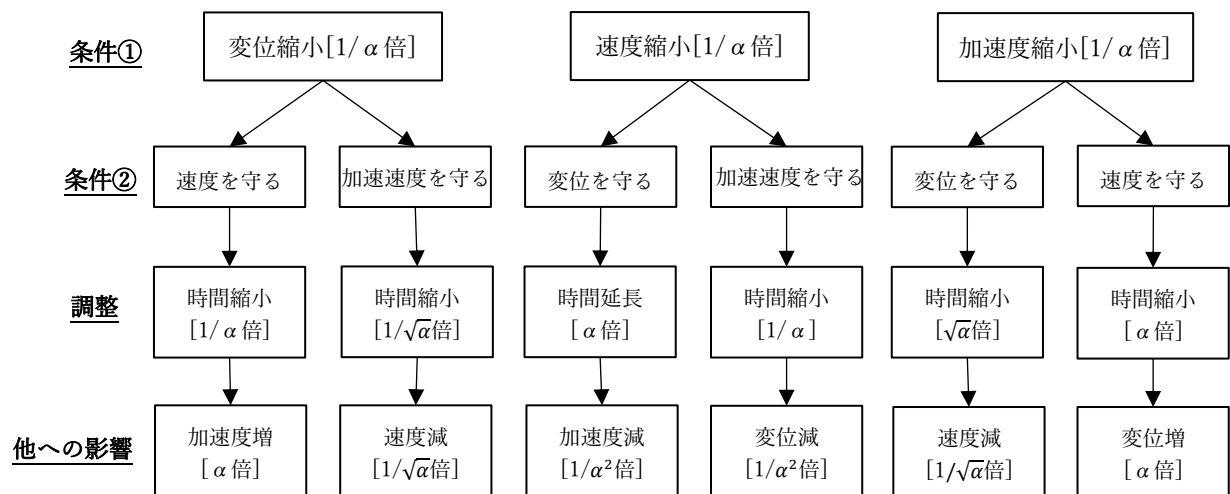 条件①
変位縮小[1/α倍]
速度縮小[1/α倍]
加速度縮小[1/α倍]
条件②
速度を守る
加速速度を守る
変位を守る
加速速度を守る
変位を守る
速度を守る
調整
時間縮小
[1/α倍]
時間縮小
[1/√α倍]
時間延長
[α倍]
時間縮小
[1/α]
時間縮小
[√α倍]
時間縮小
[α倍]
他への影響
加速度増
[α倍]
速度減
[1/√α倍]
加速度減
[1/α²倍]
変位減
[1/α²倍]
速度減
[1/√α倍]
変位増
[α倍]